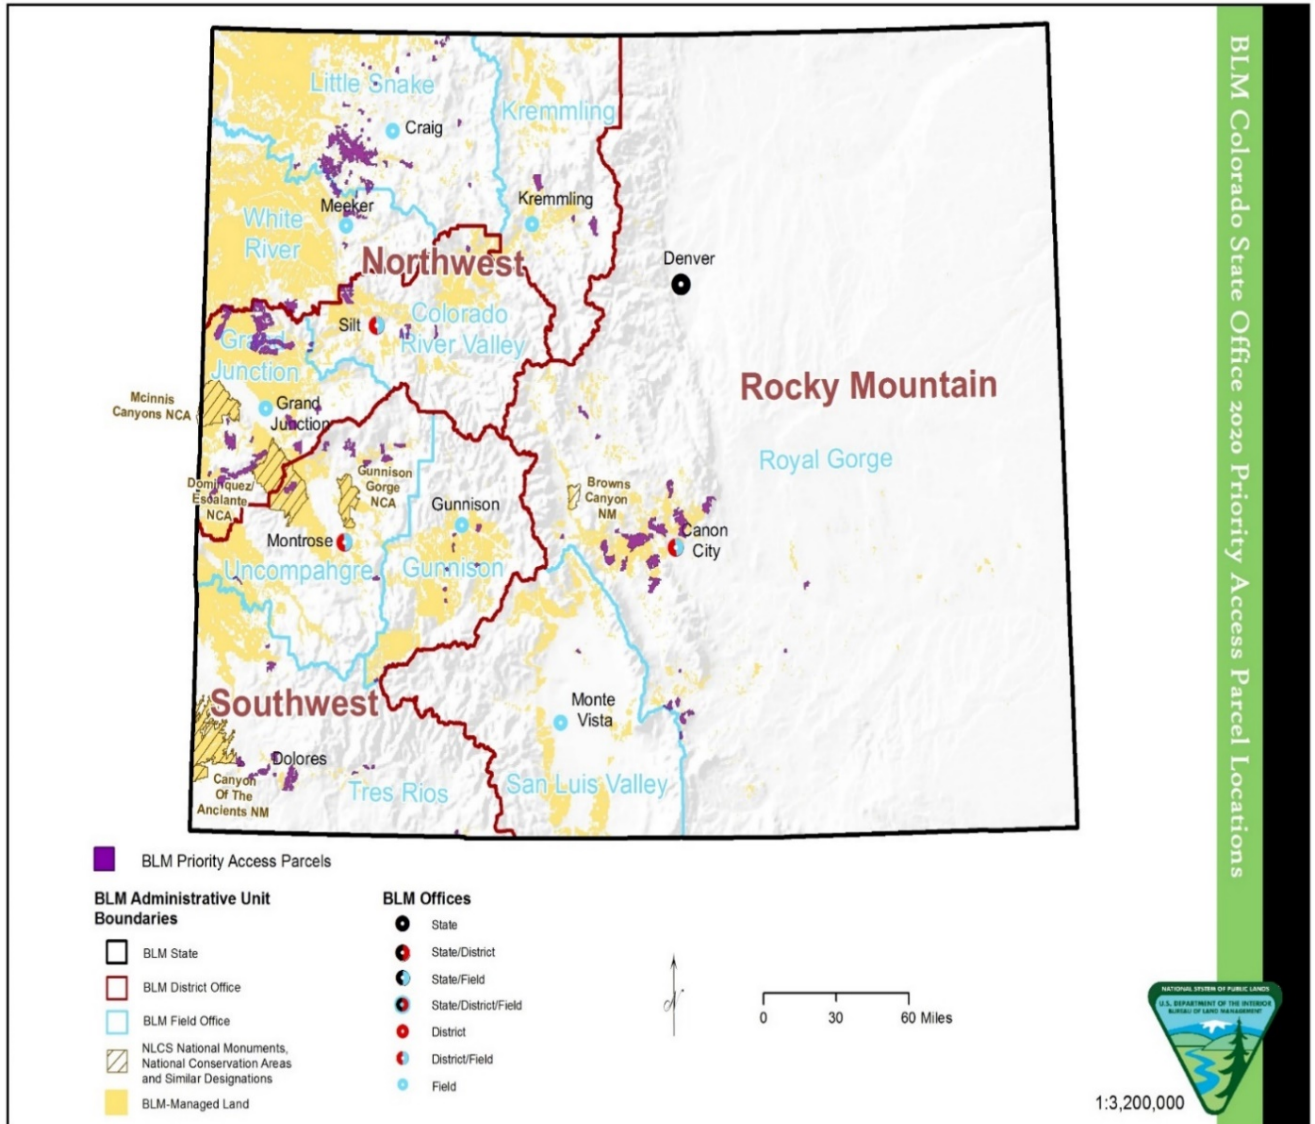 BLM Colorado State Office 2020 Priority Access Parcel Locations
Little Snake
Kremmling
Craig
Meeker
Kremmling
White
River
Northwest
Denver
Silt
Colorado
River Valley
Grand
Junction
Rocky Mountain
Mcinnis
Canyons NCA
Grand
Junction
Royal Gorge
Gunnison
Gorge
NCA
Dominquez/
Escalante
NCA
Browns
Canyon
NM
Gunnison
Canon
City
Montrose
Uncompahgre
Gunnison
Southwest
Monte
Vista
Dolores
Canyon
Of The
Ancients NM
Tres Rios
San Luis Valley
BLM Priority Access Parcels
BLM Administrative Unit
Boundaries
BLM State
BLM District Office
BLM Field Office
NLCS National Monuments,
National Conservation Areas
and Similar Designations
BLM-Managed Land
BLM Offices
State
State/District
State/Field
State/District/Field
District
District/Field
Field
N
0 30 60 Miles
1:3,200,000
NATIONAL SYSTEM OF PUBLIC LANDS
U.S. DEPARTMENT OF THE INTERIOR
BUREAU OF LAND MANAGEMENT